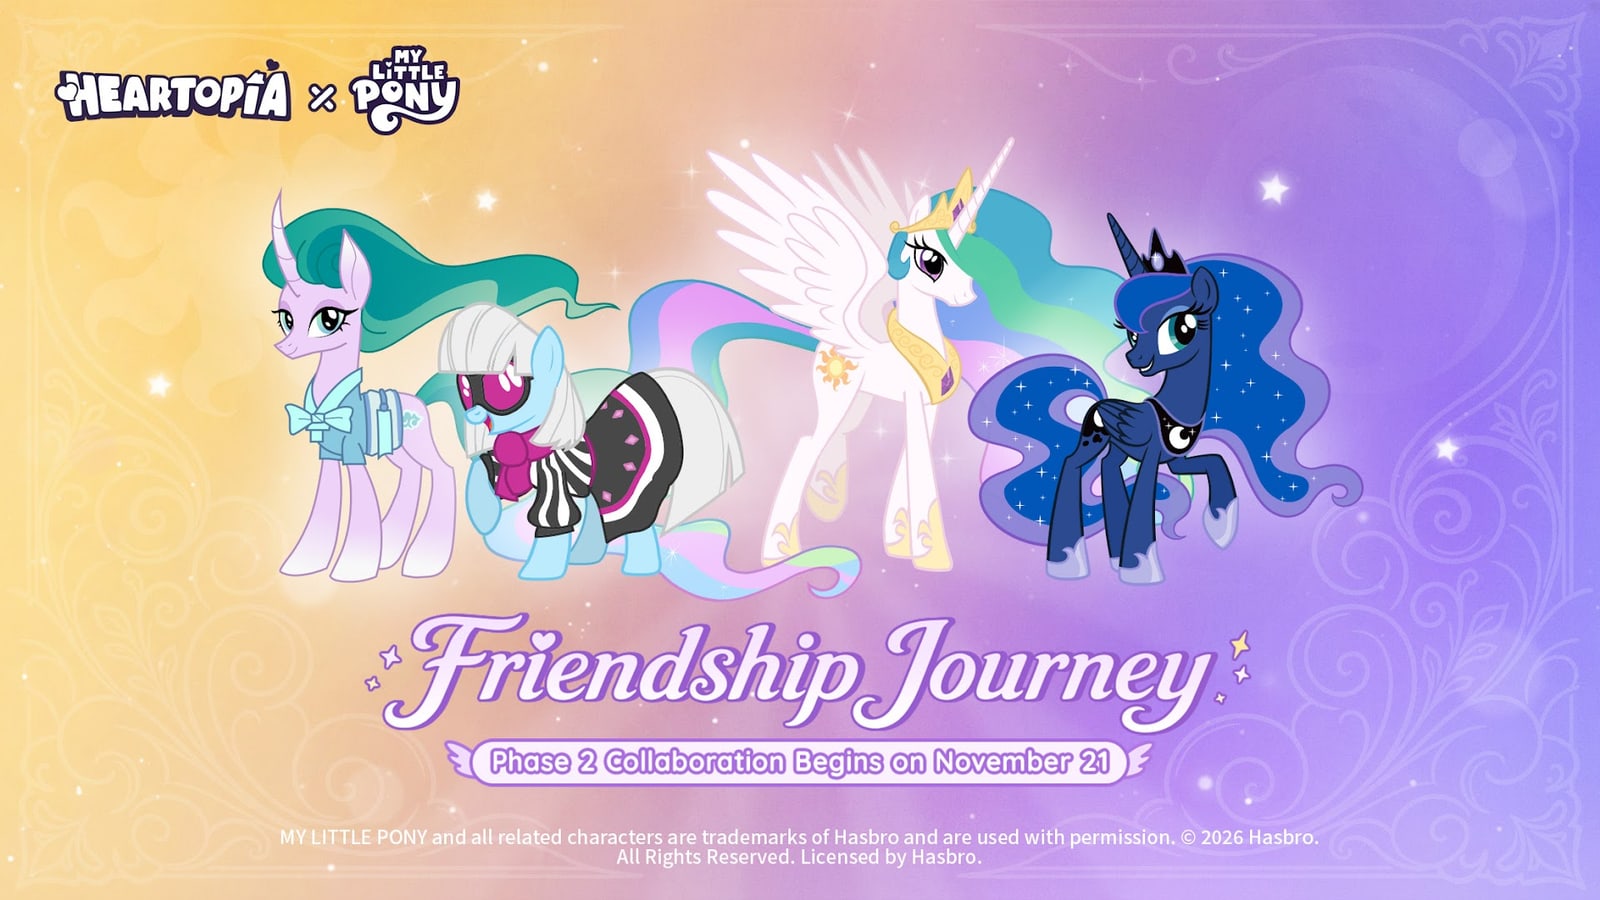 HEARTOPIA × MY LITTLE PONY
Friendship Journey
Phase 2 Collaboration Begins on November 21
MY LITTLE PONY and all related characters are trademarks of Hasbro and are used with permission. © 2026 Hasbro.
All Rights Reserved. Licensed by Hasbro.